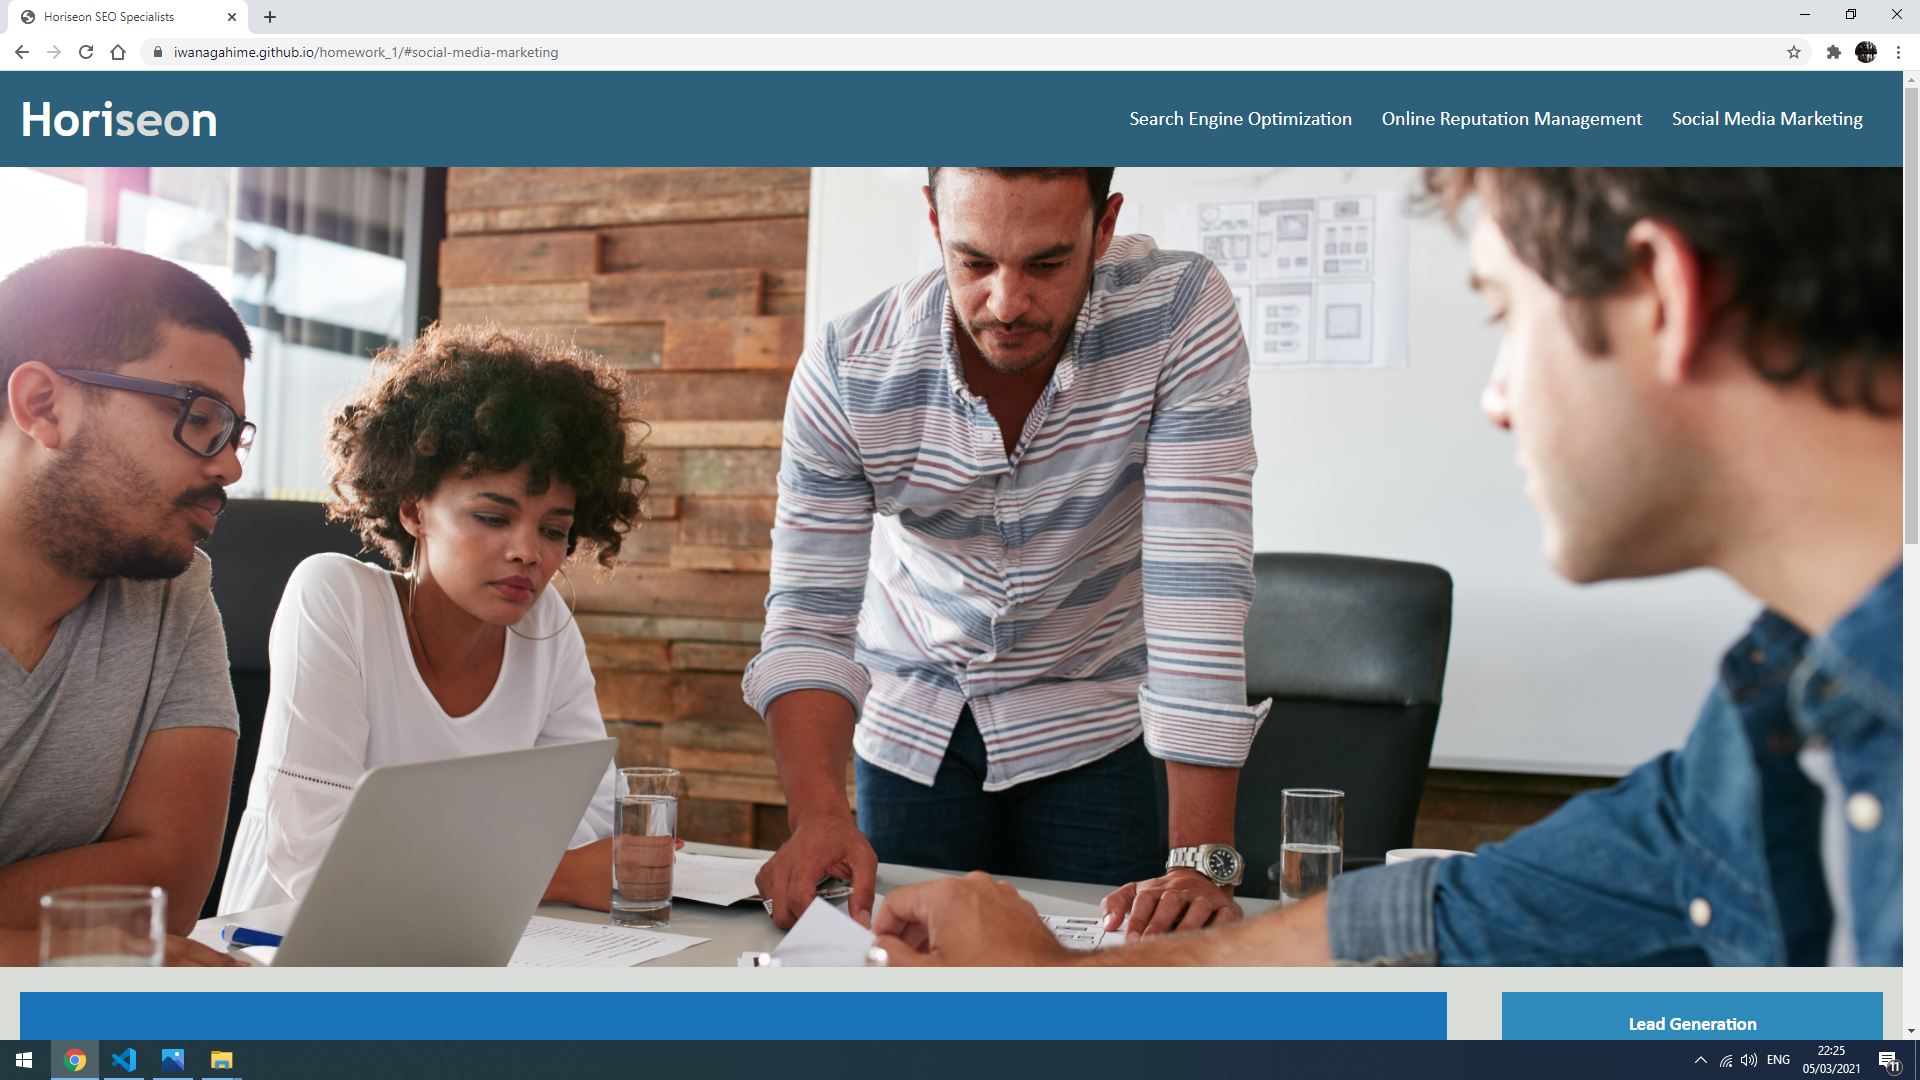 Horiseon SEO Specialists
iwanagahime.github.io/homework_1/#social-media-marketing
Horiseon
Search Engine Optimization
Online Reputation Management
Social Media Marketing
Lead Generation
ENG
22:25
05/03/2021
11